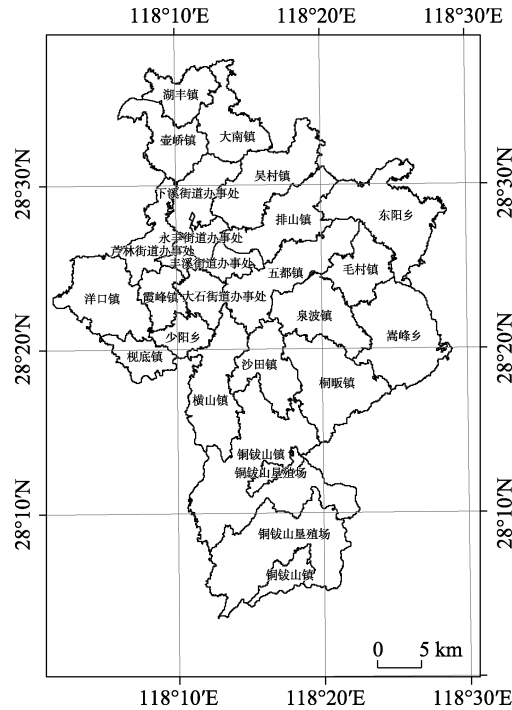 118°10′E 118°20′E 118°30′E
湖丰镇
壶峤镇
大南镇
吴村镇
28°30′N
28°30′N
下溪街道办事处
东阳乡
排山镇
永丰街道办事处
芦林街道办事处
丰溪街道办事处
五都镇
毛村镇
洋口镇
霞峰镇
大石街道办事处
泉波镇
少阳乡
嵩峰乡
28°20′N
28°20′N
枧底镇
沙田镇
桐畈镇
横山镇
铜钹山镇
铜钹山垦殖场
28°10′N
28°10′N
铜钹山垦殖场
铜钹山镇
0 5 km
118°10′E 118°20′E 118°30′E